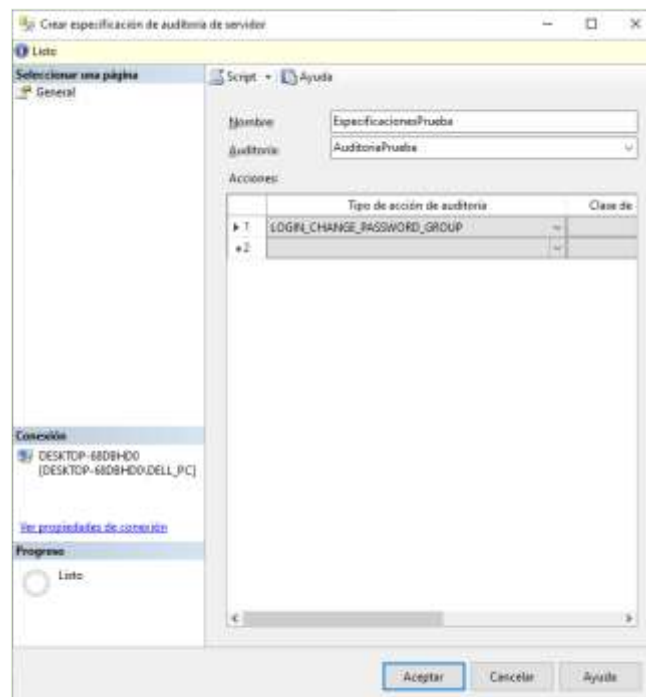 Crear especificación de auditoría de servidor
Listo
Seleccionar una página
General
Script
Ayuda
Nombre:
EspecificacionesPrueba
Auditoría:
AuditoriaPrueba
Acciones:
Tipo de acción de auditoría
Clase de
1
LOGIN_CHANGE_PASSWORD_GROUP
2
Conexión
DESKTOP-68DBHD0
[DESKTOP-68DBHD0\DELL_PC]
Ver propiedades de conexión
Progreso
Listo
Aceptar
Cancelar
Ayuda